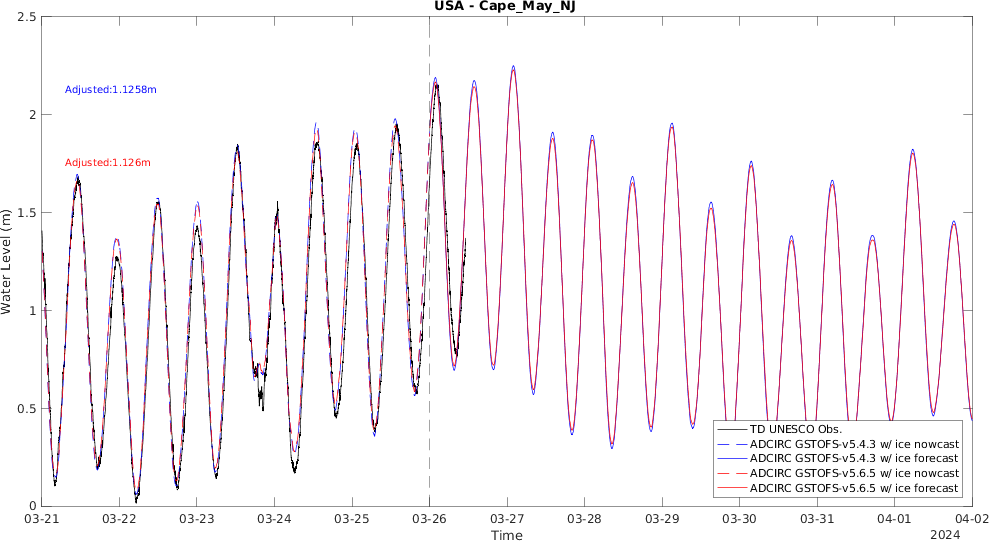 USA - Cape_May_NJ
2.5
2
1.5
1
0.5
0
Water Level (m)
Adjusted:1.1258m
Adjusted:1.126m
TD UNESCO Obs.
ADCIRC GSTOFS-v5.4.3 w/ ice nowcast
ADCIRC GSTOFS-v5.4.3 w/ ice forecast
ADCIRC GSTOFS-v5.6.5 w/ ice nowcast
ADCIRC GSTOFS-v5.6.5 w/ ice forecast
03-21 03-22 03-23 03-24 03-25 03-26 03-27 03-28 03-29 03-30 03-31 04-01 04-02
Time
2024